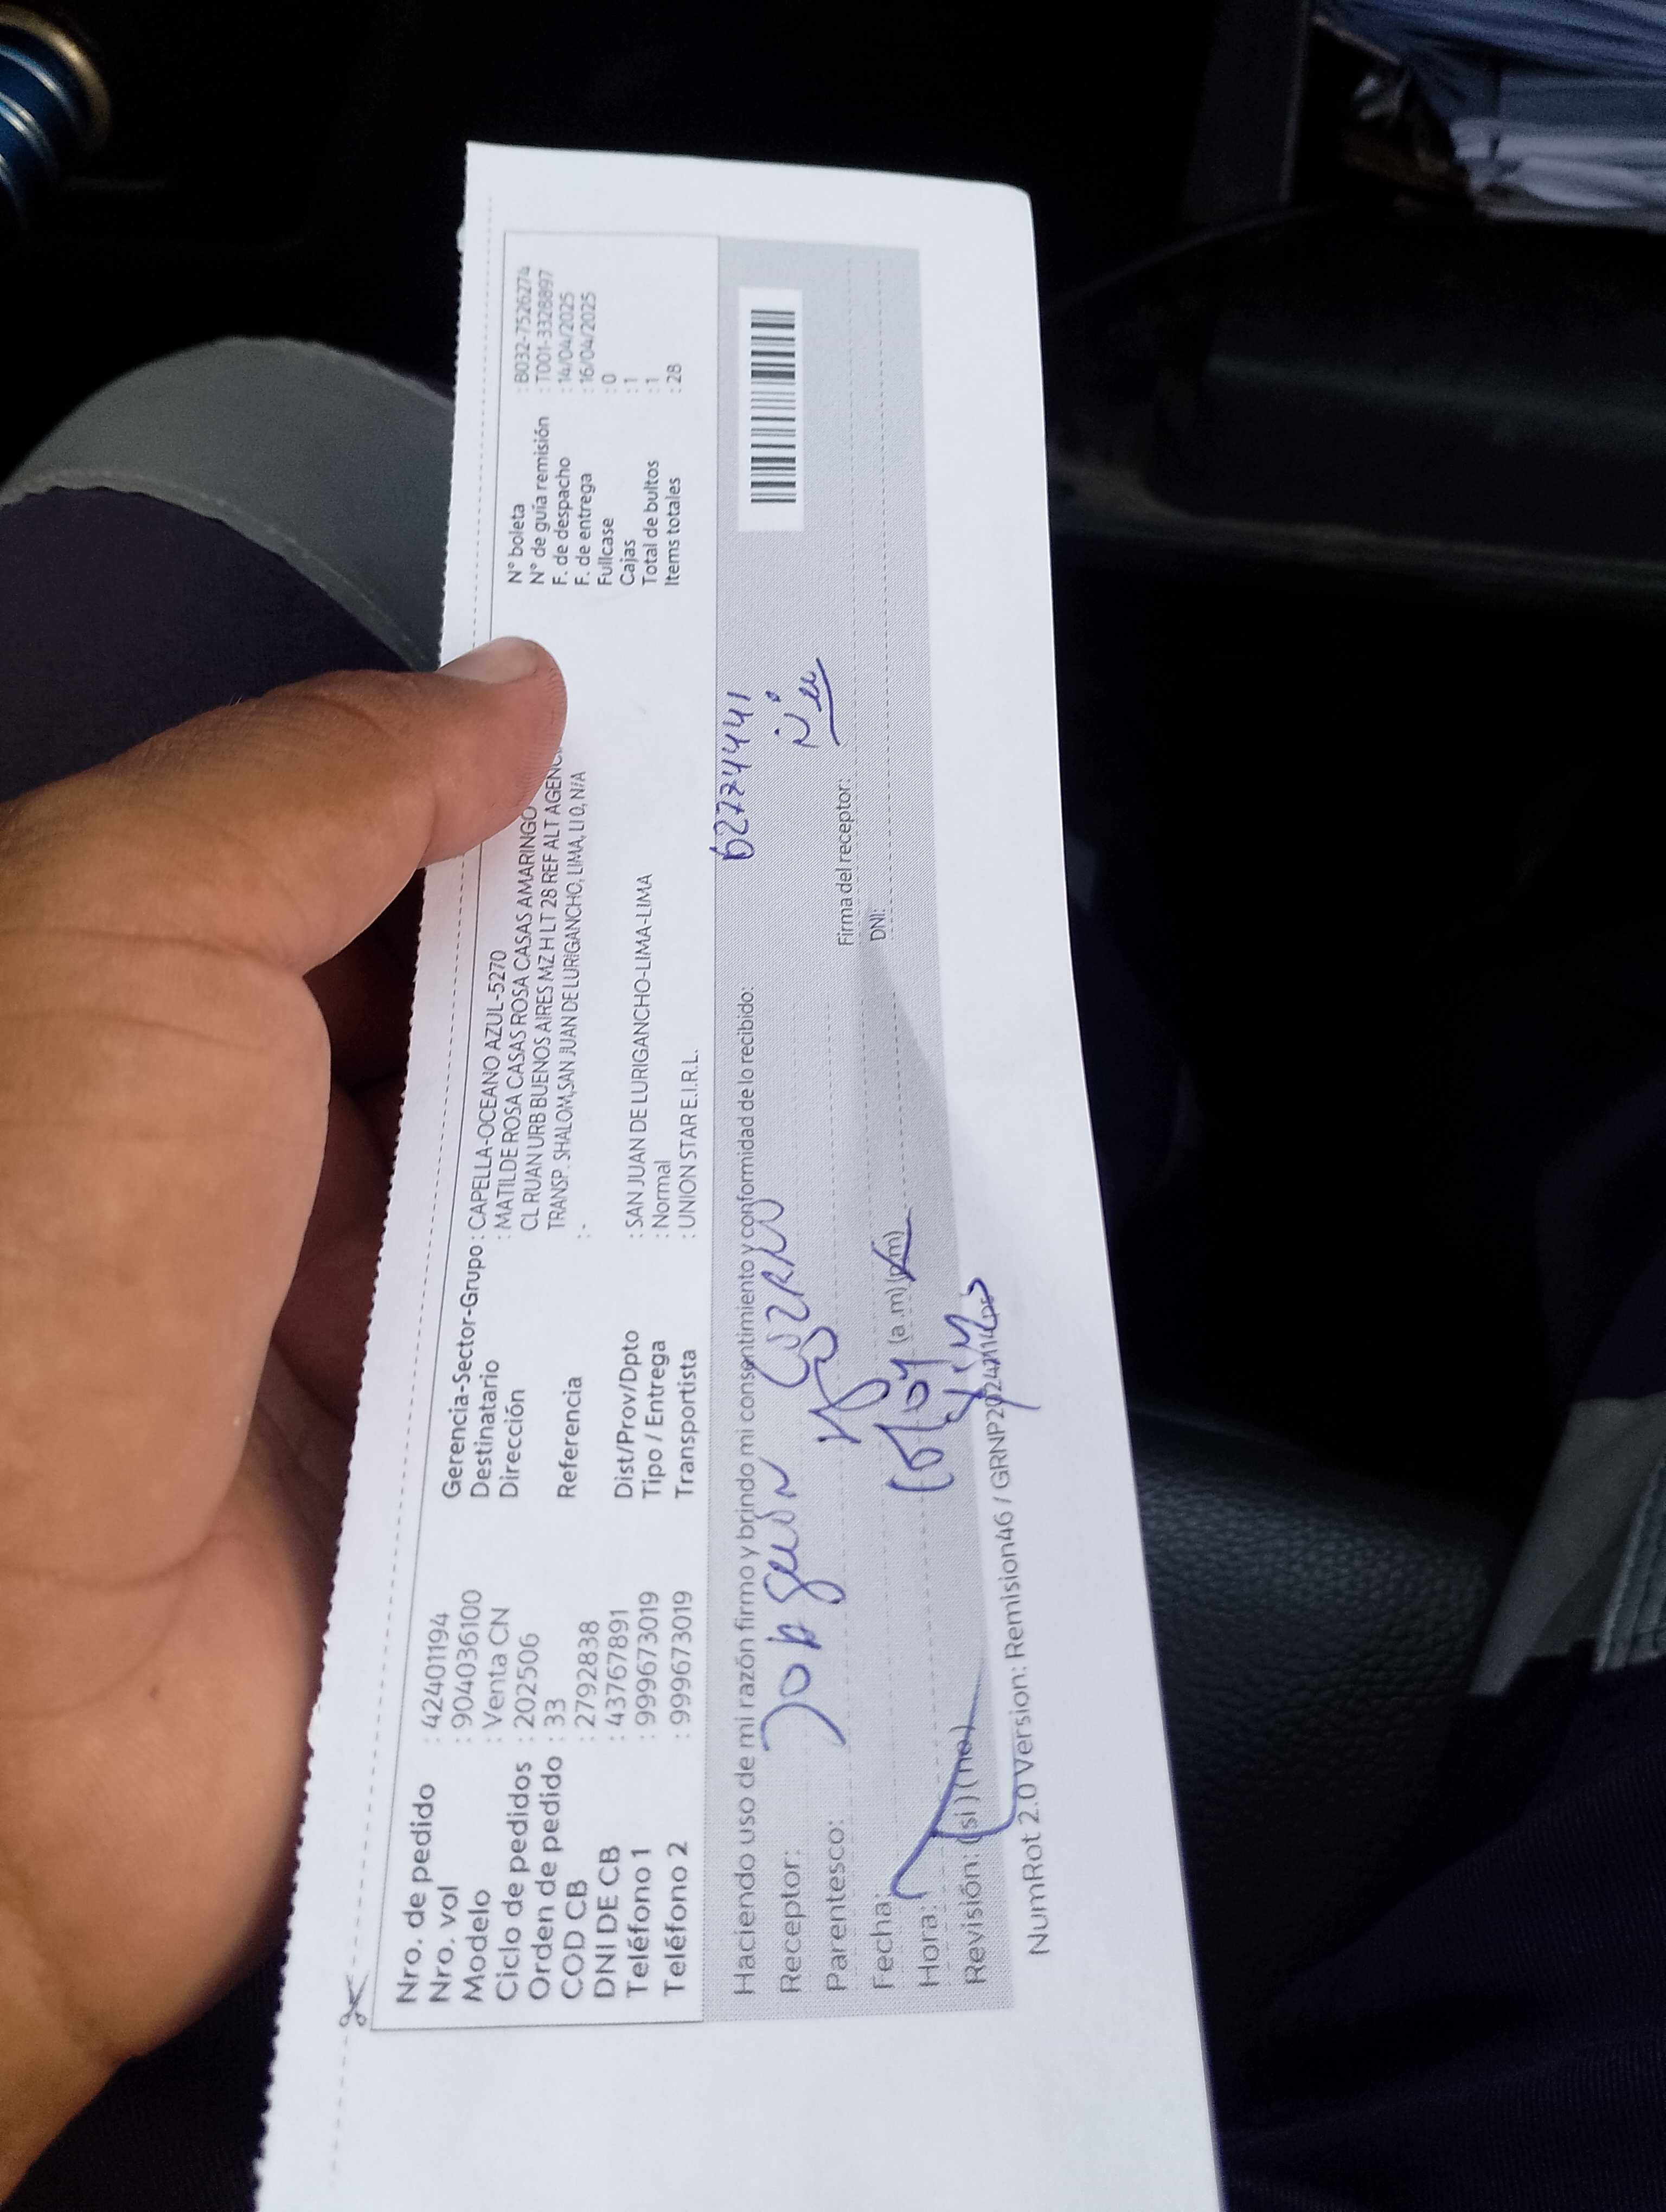 Nro. de pedido : 42401194
Nro. vol : 904036100
Modelo : Venta CN
Ciclo de pedidos : 202506
Orden de pedido : 33
COD CB : 2792838
DNI DE CB : 43767891
Teléfono 1 : 999673019
Teléfono 2 : 999673019
Gerencia-Sector-Grupo : CAPELLA-OCEANO AZUL-5270
Destinatario : MATILDE ROSA CASAS ROSA CASAS ROSA CASAS AMARINGO
Dirección CL RUAN URB BUENOS AIRES MZ H LT 28 REF ALT AGENC
TRANSP. SHALOM,SAN JUAN DE LURIGANCHO, LIMA, LI 0, N/A
Referencia : -
Dist/Prov/Dpto : SAN JUAN DE LURIGANCHO-LIMA-LIMA
Tipo / Entrega : Normal
Transportista : UNION STAR E.I.R.L.
N° boleta : B032-7526274
N° de guía remisión : T001-3328897
F. de despacho : 14/04/2025
F. de entrega : 16/04/2025
Fullcase : 0
Cajas : 1
Total de bultos : 1
Items totales : 28
Haciendo uso de mi razón firmo y brindo mi consentimiento y conformidad de lo recibido:
62774441
Receptor:
Parentesco:
Firma del receptor:
Fecha:
DNI:
Hora: (a.m) (p.m)
Revisión: (si) (no)
NumRot 2.0 Version: Remision46 / GRNP2